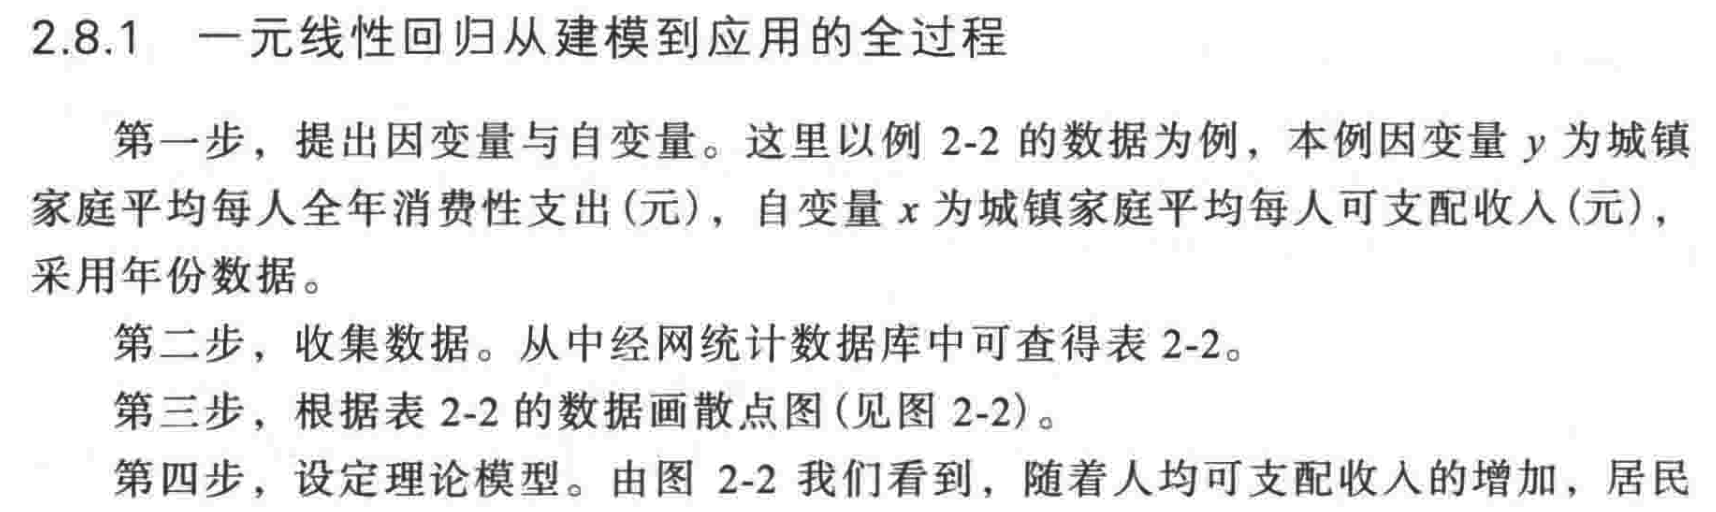 2.8.1 一元线性回归从建模到应用的全过程
第一步，提出因变量与自变量。这里以例 2-2 的数据为例，本例因变量 y 为城镇
家庭平均每人全年消费性支出(元)，自变量 x 为城镇家庭平均每人可支配收入(元)，
采用年份数据。
第二步，收集数据。从中经网统计数据库中可查得表 2-2。
第三步，根据表 2-2 的数据画散点图(见图 2-2)。
第四步，设定理论模型。由图 2-2 我们看到，随着人均可支配收入的增加，居民